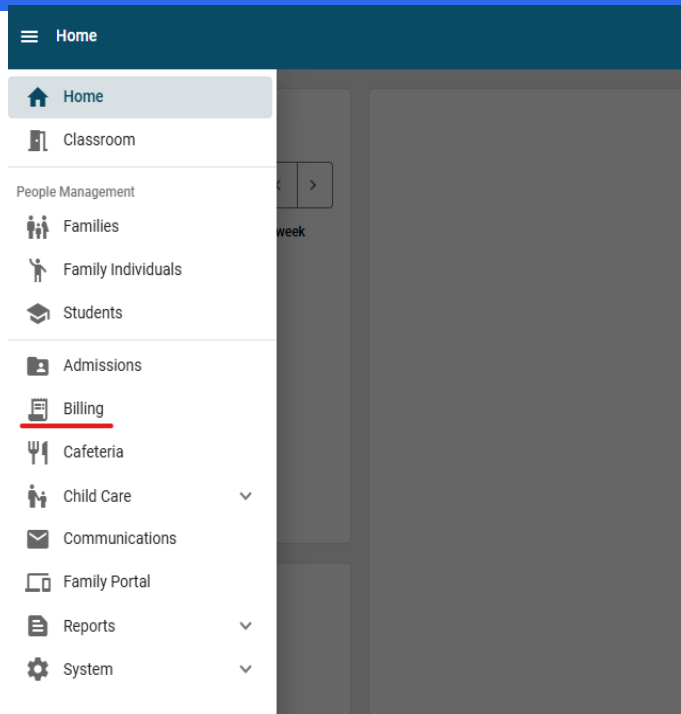 Home
Home
Classroom
People Management
Families
week
Family Individuals
Students
Admissions
Billing
Cafeteria
Child Care
Communications
Family Portal
Reports
System